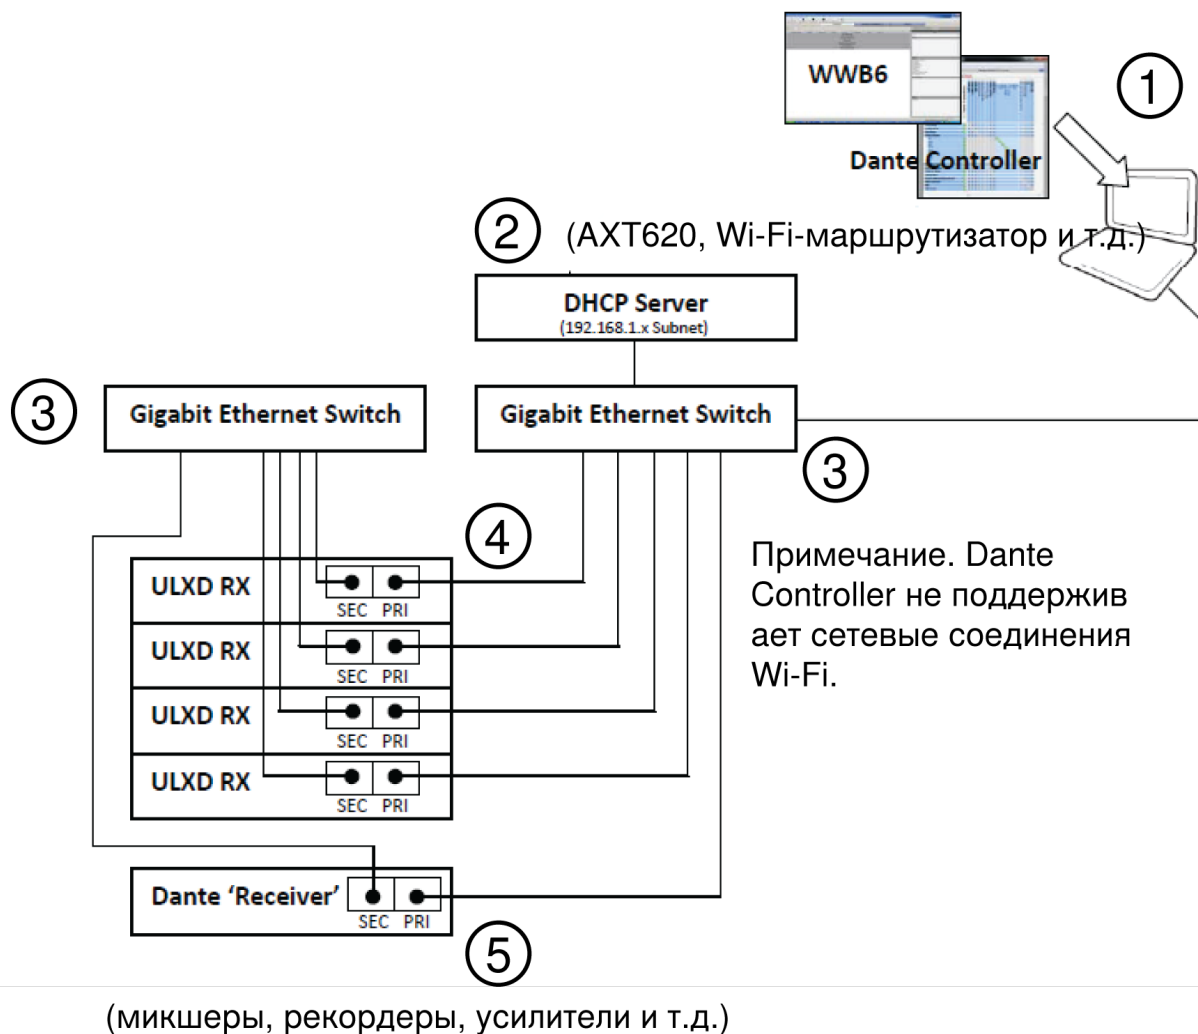 WWB6
1
Dante Controller
2 (AXT620, Wi-Fi-маршрутизатор и т.д.)
DHCP Server
(192.168.1.x Subnet)
3
Gigabit Ethernet Switch
Gigabit Ethernet Switch
3
4
Примечание. Dante
Controller не поддержив
ает сетевые соединения
Wi-Fi.
ULXD RX
SEC PRI
ULXD RX
SEC PRI
ULXD RX
SEC PRI
ULXD RX
SEC PRI
Dante ‘Receiver’
SEC PRI
5
(микшеры, рекордеры, усилители и т.д.)